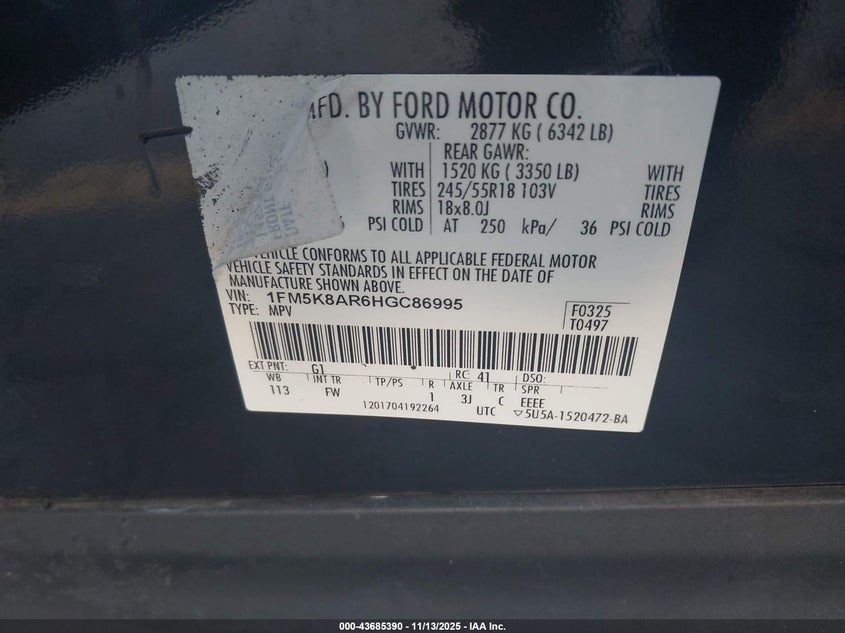 MFD. BY FORD MOTOR CO.
GVWR: 2877 KG ( 6342 LB)
REAR GAWR:
WITH 1520 KG ( 3350 LB) WITH
TIRES 245/55R18 103V TIRES
RIMS 18x8.0J RIMS
PSI COLD AT 250 kPa/ 36 PSI COLD
VEHICLE CONFORMS TO ALL APPLICABLE FEDERAL MOTOR
VEHICLE SAFETY STANDARDS IN EFFECT ON THE DATE OF
MANUFACTURE SHOWN ABOVE.
VIN: 1FM5K8AR6HGC86995 F0325
TYPE: MPV T0497
EXT PNT: G1 RC: 41 DSO:
WB INT TR TP/PS R AXLE TR SPR
113 FW 1 3J C EEEE
1201704192264 UTC ▽5U5A-1520472-BA
000-43685390 - 11/13/2025 - IAA Inc.